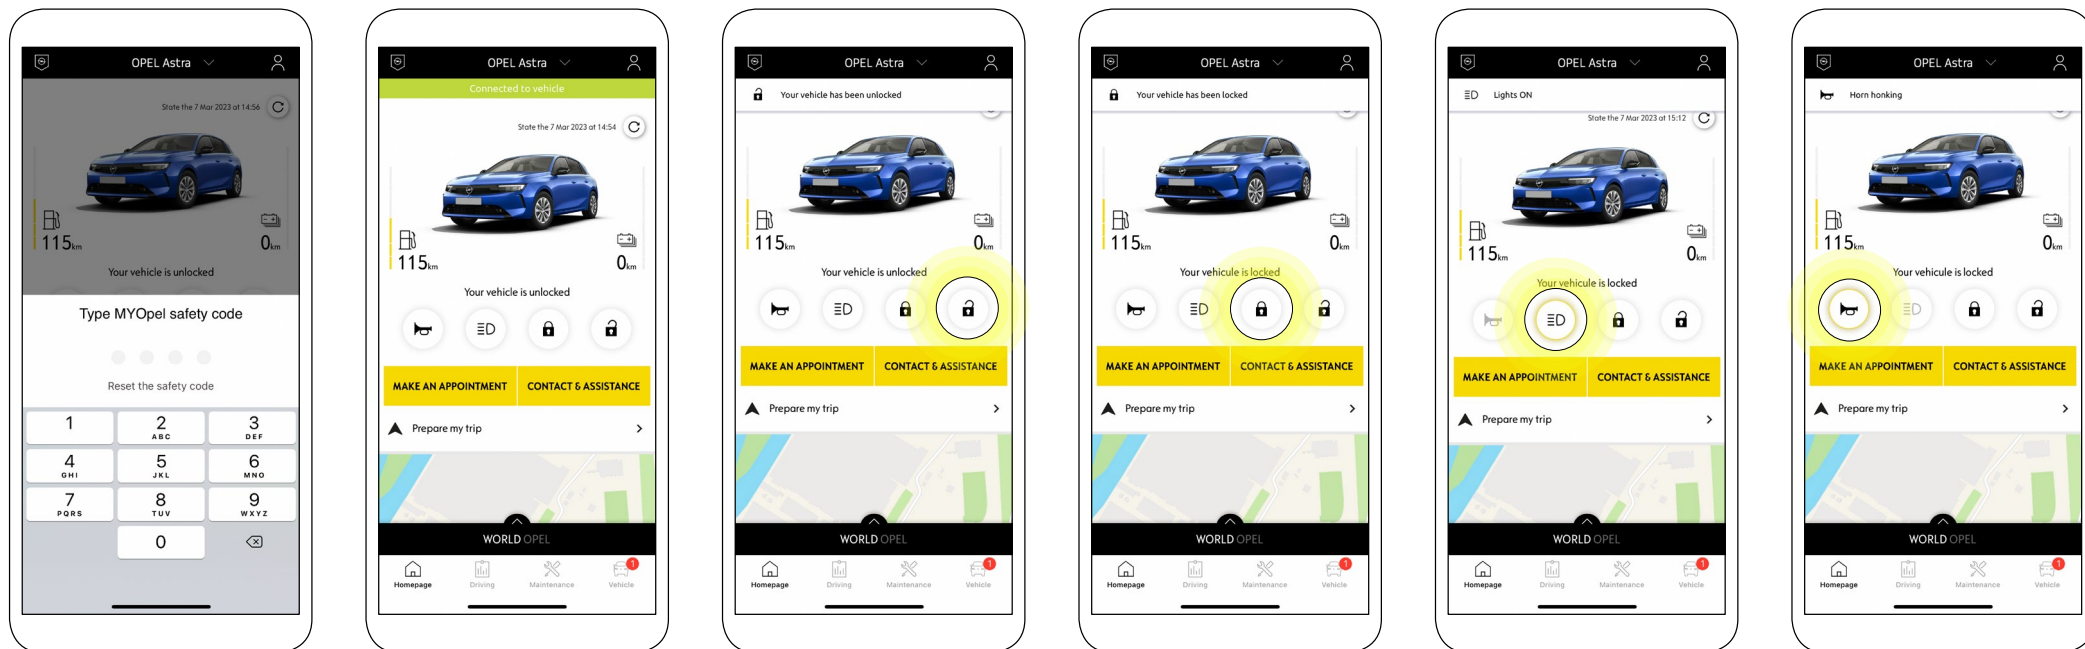 OPEL Astra
State the 7 Mar 2023 at 14:56
115km
0km
Your vehicle is unlocked
Type MYOpel safety code
Reset the safety code
1
2
ABC
3
DEF
4
GHI
5
JKL
6
MNO
7
PQRS
8
TUV
9
WXYZ
0
OPEL Astra
Connected to vehicle
State the 7 Mar 2023 at 14:54
115km
0km
Your vehicle is unlocked
MAKE AN APPOINTMENT
CONTACT & ASSISTANCE
Prepare my trip
WORLD OPEL
1
Homepage
Driving
Maintenance
Vehicle
OPEL Astra
Your vehicle has been unlocked
115km
0km
Your vehicle is unlocked
MAKE AN APPOINTMENT
CONTACT & ASSISTANCE
Prepare my trip
WORLD OPEL
1
Homepage
Driving
Maintenance
Vehicle
OPEL Astra
Your vehicle has been locked
115km
0km
Your vehicule is locked
MAKE AN APPOINTMENT
CONTACT & ASSISTANCE
Prepare my trip
WORLD OPEL
1
Homepage
Driving
Maintenance
Vehicle
OPEL Astra
Lights ON
State the 7 Mar 2023 at 15:12
115km
0km
Your vehicule is locked
MAKE AN APPOINTMENT
CONTACT & ASSISTANCE
Prepare my trip
WORLD OPEL
1
Homepage
Driving
Maintenance
Vehicle
OPEL Astra
Horn honking
115km
0km
Your vehicule is locked
MAKE AN APPOINTMENT
CONTACT & ASSISTANCE
Prepare my trip
WORLD OPEL
1
Homepage
Driving
Maintenance
Vehicle